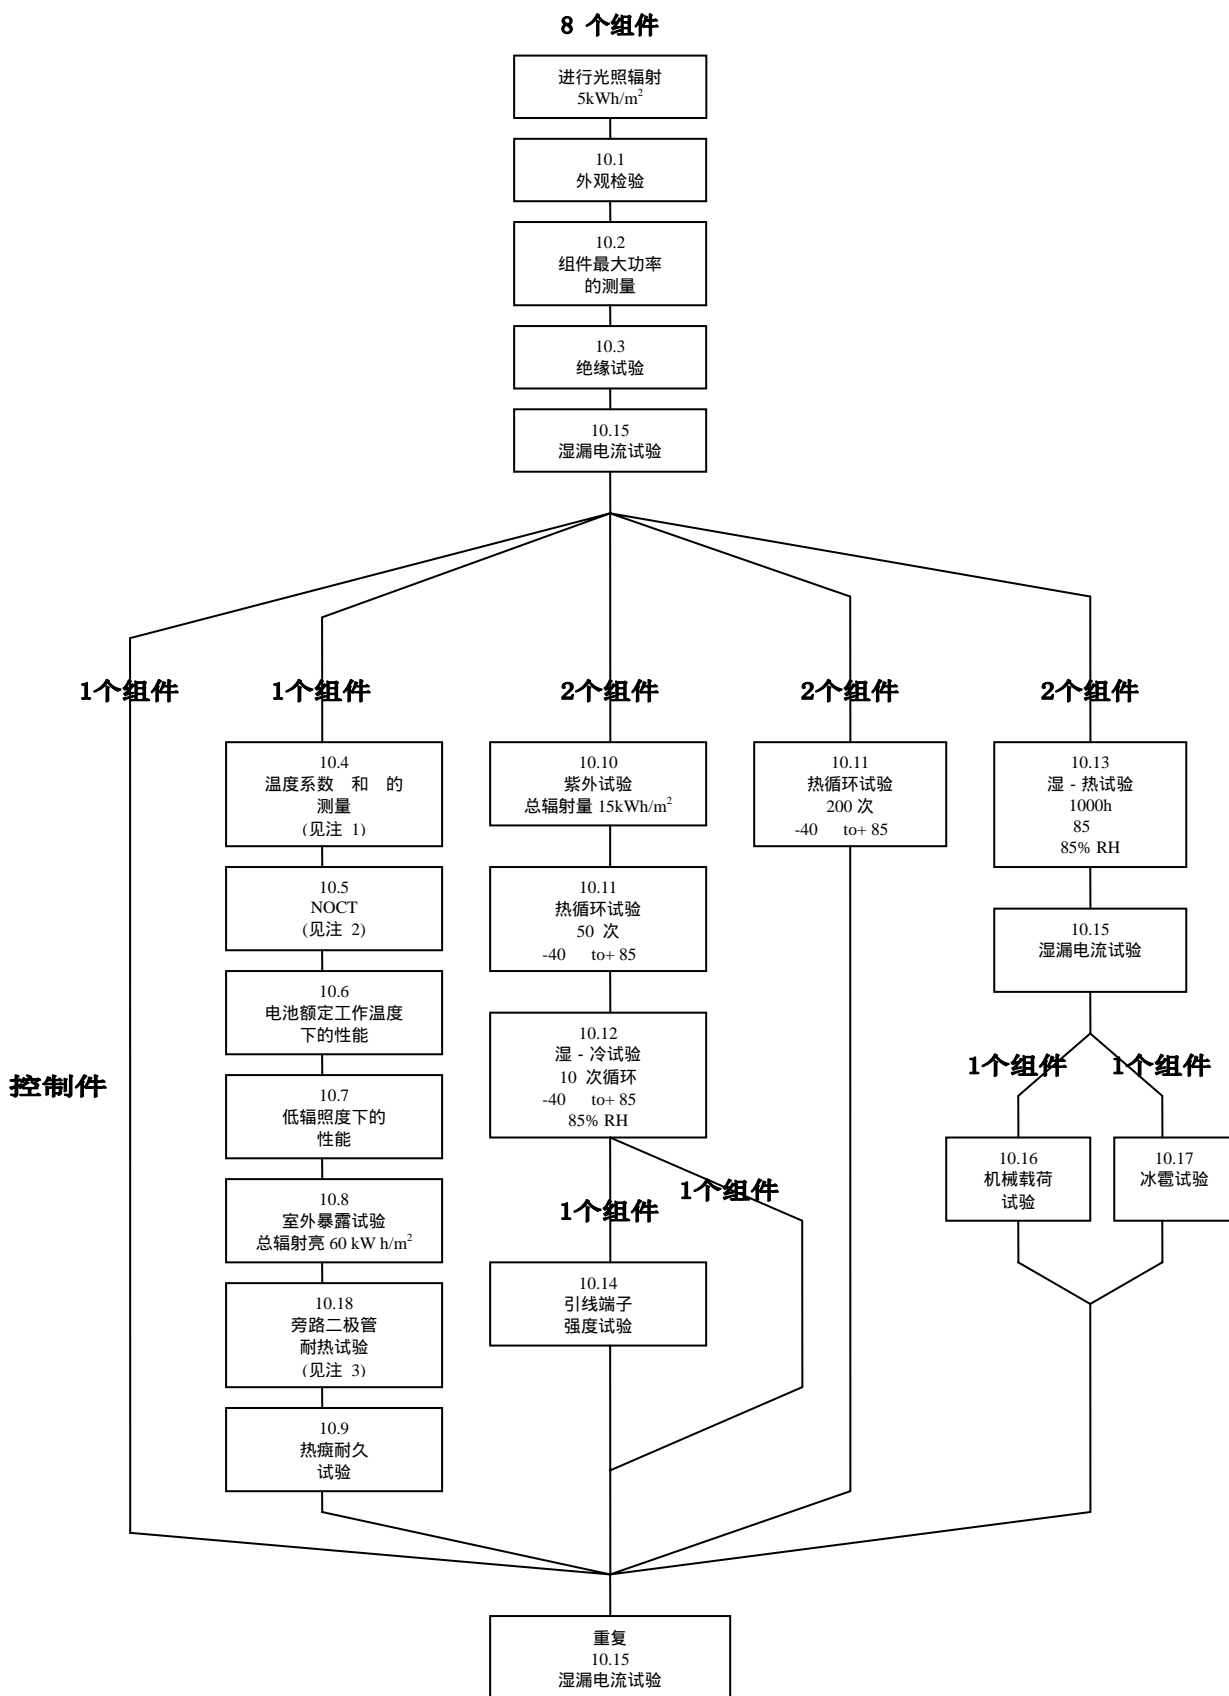 8 个组件
进行光照辐射
5kWh/m²
10.1
外观检验
10.2
组件最大功率
的测量
10.3
绝缘试验
10.15
湿漏电流试验
1个组件
1个组件
2个组件
2个组件
2个组件
10.4
温度系数 和 的
测量
(见注 1)
10.5
NOCT
(见注 2)
10.6
电池额定工作温度
下的性能
10.7
低辐照度下的
性能
10.8
室外暴露试验
总辐射亮 60 kW h/m²
10.18
旁路二极管
耐热试验
(见注 3)
10.9
热癍耐久
试验
10.10
紫外试验
总辐射量 15kWh/m²
10.11
热循环试验
50 次
-40 to+ 85
10.12
湿 - 冷试验
10 次循环
-40 to+ 85
85% RH
1个组件
1个组件
10.14
引线端子
强度试验
10.11
热循环试验
200 次
-40 to+ 85
10.13
湿 - 热试验
1000h
85
85% RH
10.15
湿漏电流试验
1个组件
1个组件
10.16
机械载荷
试验
10.17
冰雹试验
控制件
重复
10.15
湿漏电流试验